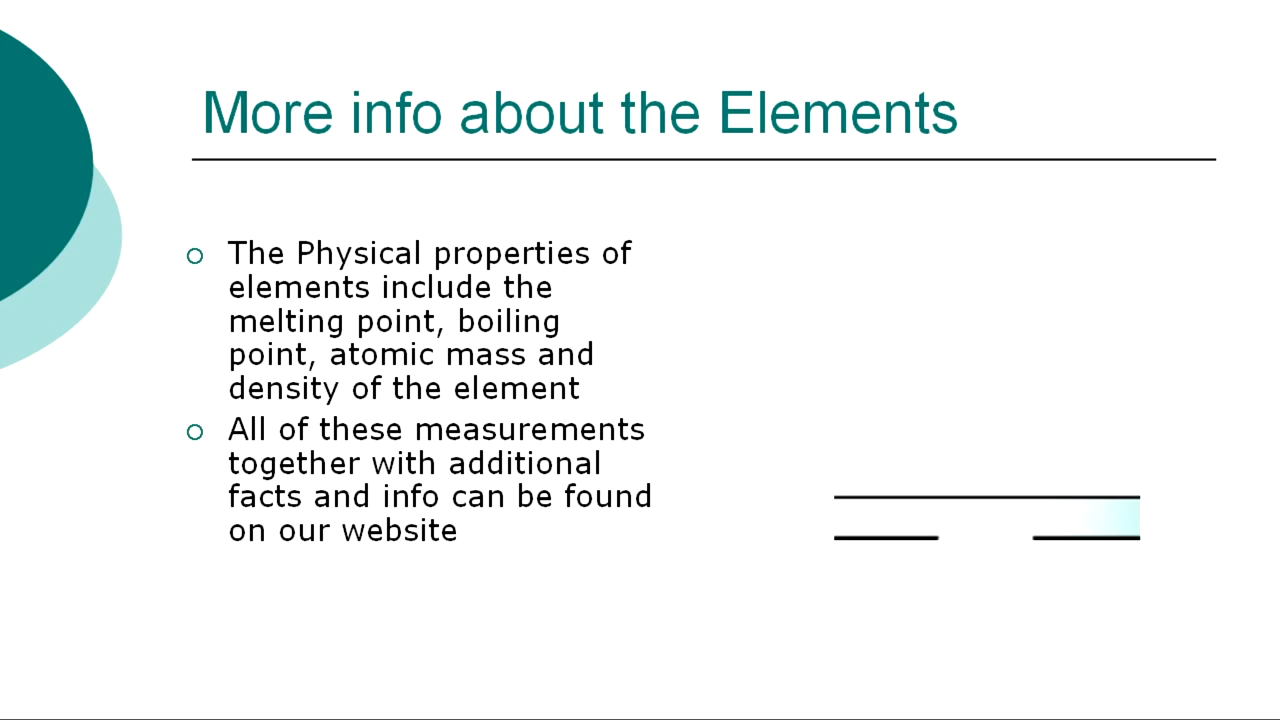 More info about the Elements
The Physical properties of
elements include the
melting point, boiling
point, atomic mass and
density of the element
All of these measurements
together with additional
facts and info can be found
on our website